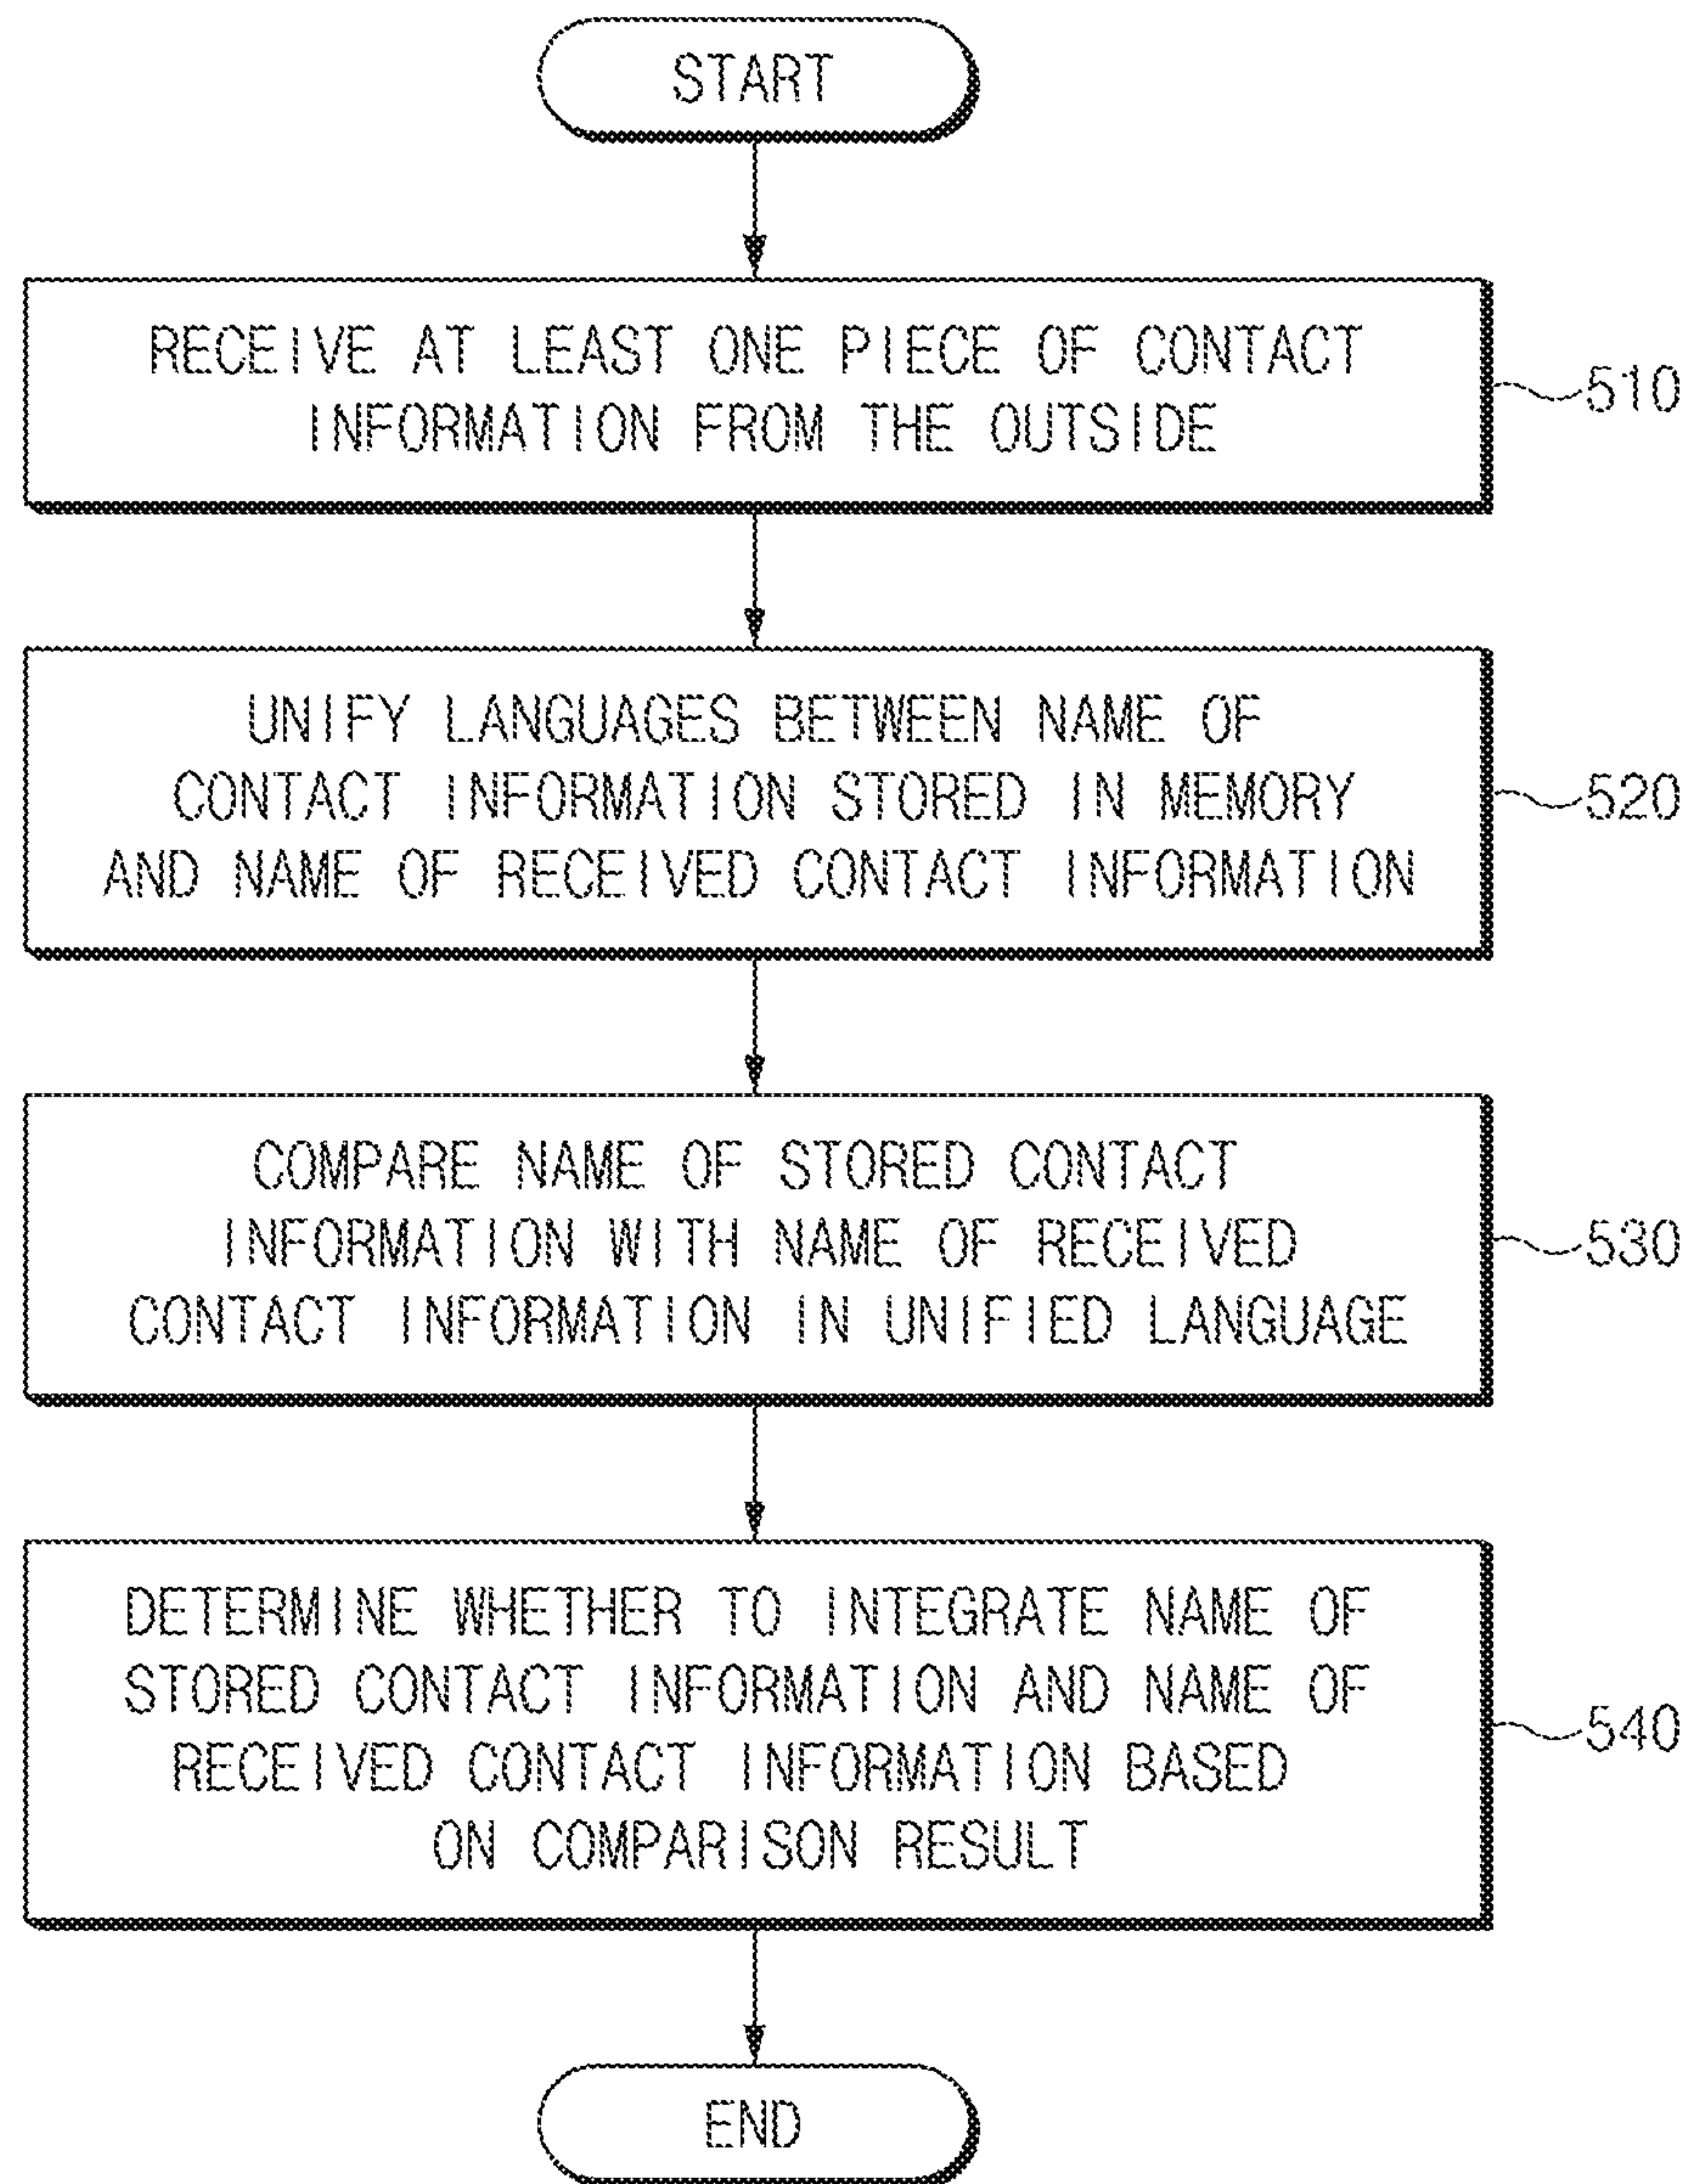 START
RECEIVE AT LEAST ONE PIECE OF CONTACT
INFORMATION FROM THE OUTSIDE
510
UNIFY LANGUAGES BETWEEN NAME OF
CONTACT INFORMATION STORED IN MEMORY
AND NAME OF RECEIVED CONTACT INFORMATION
520
COMPARE NAME OF STORED CONTACT
INFORMATION WITH NAME OF RECEIVED
CONTACT INFORMATION IN UNIFIED LANGUAGE
530
DETERMINE WHETHER TO INTEGRATE NAME OF
STORED CONTACT INFORMATION AND NAME OF
RECEIVED CONTACT INFORMATION BASED
ON COMPARISON RESULT
540
END